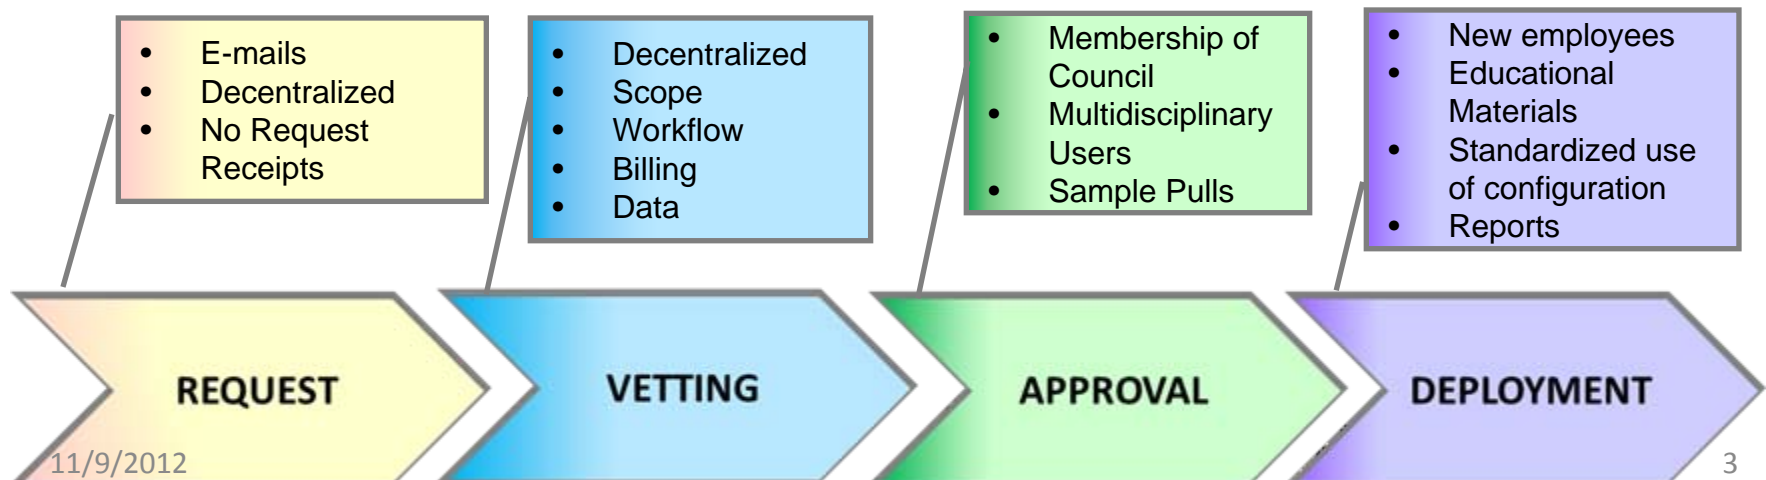 • E-mails
• Decentralized
• No Request
Receipts
• Decentralized
• Scope
• Workflow
• Billing
• Data
• Membership of
Council
• Multidisciplinary
Users
• Sample Pulls
• New employees
• Educational
Materials
• Standardized use
of configuration
• Reports
REQUEST
VETTING
APPROVAL
DEPLOYMENT
11/9/2012
3